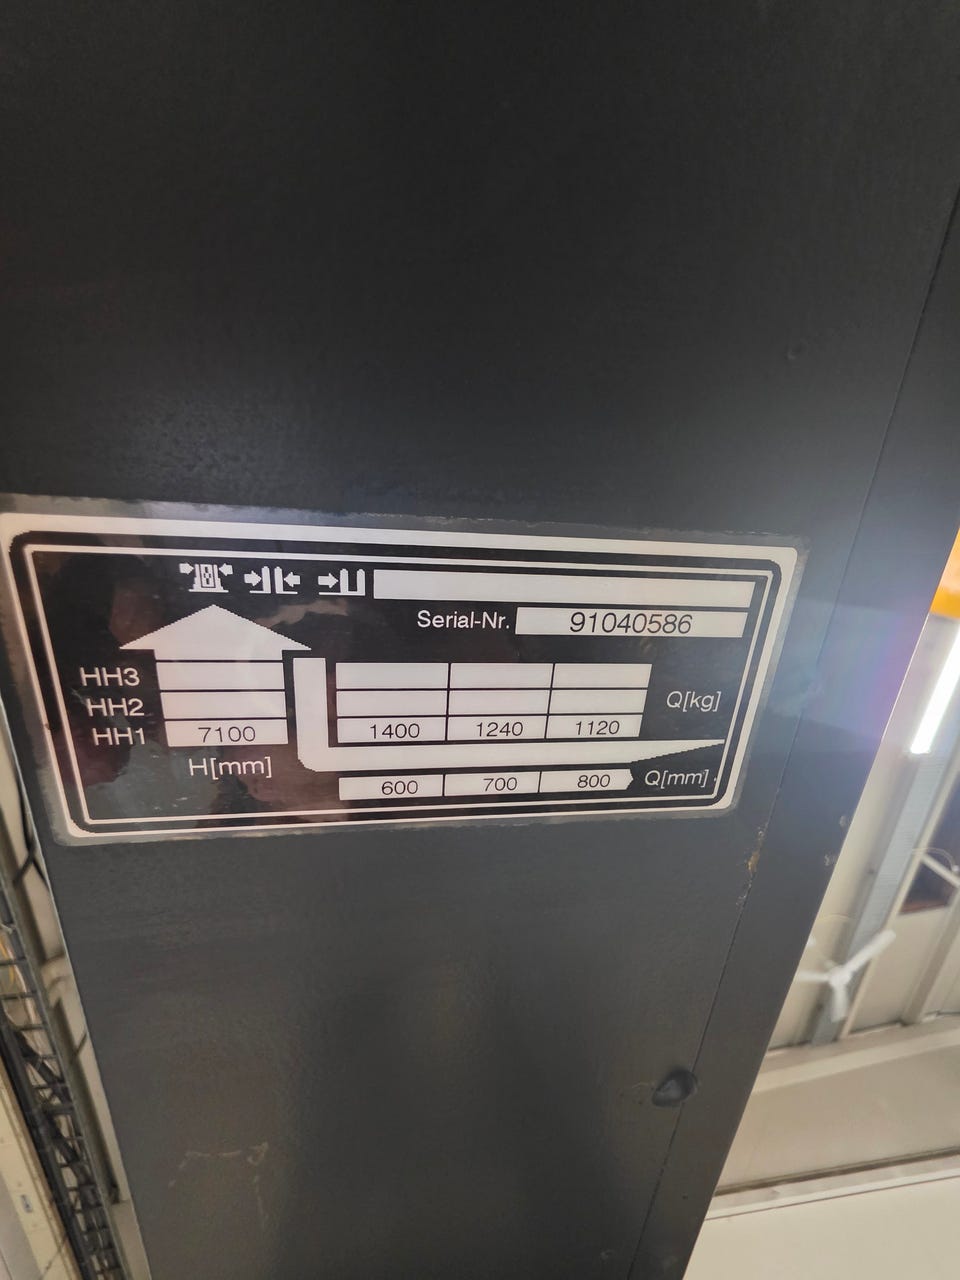 Serial-Nr. 91040586
HH3
HH2 Q[kg]
HH1 7100 1400 1240 1120
H[mm]
600 700 800 Q[mm]